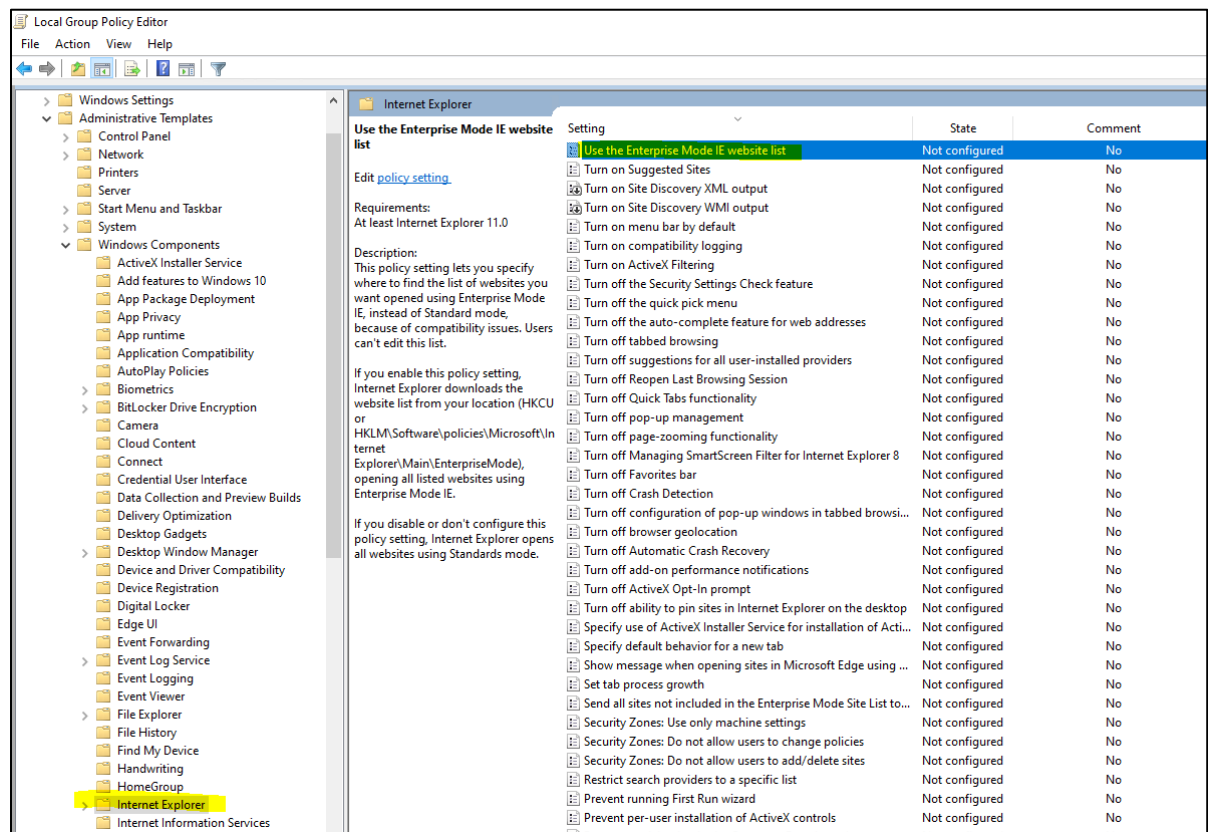 Local Group Policy Editor
File Action View Help
Windows Settings
Administrative Templates
Control Panel
Network
Printers
Server
Start Menu and Taskbar
System
Windows Components
ActiveX Installer Service
Add features to Windows 10
App Package Deployment
App Privacy
App runtime
Application Compatibility
AutoPlay Policies
Biometrics
BitLocker Drive Encryption
Camera
Cloud Content
Connect
Credential User Interface
Data Collection and Preview Builds
Delivery Optimization
Desktop Gadgets
Desktop Window Manager
Device and Driver Compatibility
Device Registration
Digital Locker
Edge UI
Event Forwarding
Event Log Service
Event Logging
Event Viewer
File Explorer
File History
Find My Device
Handwriting
HomeGroup
Internet Explorer
Internet Information Services
Internet Explorer
Use the Enterprise Mode IE website
list
Edit policy setting
Requirements:
At least Internet Explorer 11.0
Description:
This policy setting lets you specify
where to find the list of websites you
want opened using Enterprise Mode
IE, instead of Standard mode,
because of compatibility issues. Users
can't edit this list.
If you enable this policy setting,
Internet Explorer downloads the
website list from your location (HKCU
or
HKLM\Software\policies\Microsoft\In
ternet
Explorer\Main\EnterpriseMode),
opening all listed websites using
Enterprise Mode IE.
If you disable or don't configure this
policy setting, Internet Explorer opens
all websites using Standards mode.
Setting State Comment
Use the Enterprise Mode IE website list Not configured No
Turn on Suggested Sites Not configured No
Turn on Site Discovery XML output Not configured No
Turn on Site Discovery WMI output Not configured No
Turn on menu bar by default Not configured No
Turn on compatibility logging Not configured No
Turn on ActiveX Filtering Not configured No
Turn off the Security Settings Check feature Not configured No
Turn off the quick pick menu Not configured No
Turn off the auto-complete feature for web addresses Not configured No
Turn off tabbed browsing Not configured No
Turn off suggestions for all user-installed providers Not configured No
Turn off Reopen Last Browsing Session Not configured No
Turn off Quick Tabs functionality Not configured No
Turn off pop-up management Not configured No
Turn off page-zooming functionality Not configured No
Turn off Managing SmartScreen Filter for Internet Explorer 8 Not configured No
Turn off Favorites bar Not configured No
Turn off Crash Detection Not configured No
Turn off configuration of pop-up windows in tabbed browsi... Not configured No
Turn off browser geolocation Not configured No
Turn off Automatic Crash Recovery Not configured No
Turn off add-on performance notifications Not configured No
Turn off ActiveX Opt-In prompt Not configured No
Turn off ability to pin sites in Internet Explorer on the desktop Not configured No
Specify use of ActiveX Installer Service for installation of Acti... Not configured No
Specify default behavior for a new tab Not configured No
Show message when opening sites in Microsoft Edge using ... Not configured No
Set tab process growth Not configured No
Send all sites not included in the Enterprise Mode Site List to... Not configured No
Security Zones: Use only machine settings Not configured No
Security Zones: Do not allow users to change policies Not configured No
Security Zones: Do not allow users to add/delete sites Not configured No
Restrict search providers to a specific list Not configured No
Prevent running First Run wizard Not configured No
Prevent per-user installation of ActiveX controls Not configured No